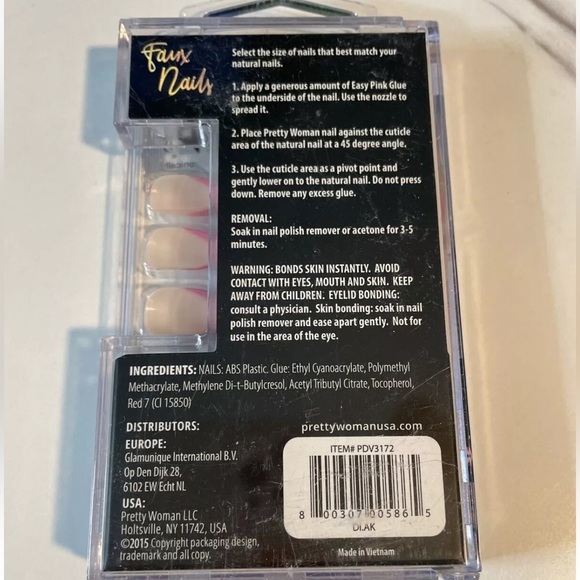 Faux
Nails
Select the size of nails that best match your
natural nails.
1. Apply a generous amount of Easy Pink Glue
to the underside of the nail. Use the nozzle to
spread it.
2. Place Pretty Woman nail against the cuticle
area of the natural nail at a 45 degree angle.
3. Use the cuticle area as a pivot point and
gently lower on to the natural nail. Do not press
down. Remove any excess glue.
REMOVAL:
Soak in nail polish remover or acetone for 3-5
minutes.
WARNING: BONDS SKIN INSTANTLY. AVOID
CONTACT WITH EYES, MOUTH AND SKIN. KEEP
AWAY FROM CHILDREN. EYELID BONDING:
consult a physician. Skin bonding: soak in nail
polish remover and ease apart gently. Not for
use in the area of the eye.
INGREDIENTS: NAILS: ABS Plastic. Glue: Ethyl Cyanoacrylate, Polymethyl
Methacrylate, Methylene Di-t-Butylcresol, Acetyl Tributyl Citrate, Tocopherol,
Red 7 (CI 15850)
DISTRIBUTORS:
EUROPE:
Glamunique International B.V.
Op Den Dijk 28,
6102 EW Echt NL
USA:
Pretty Woman LLC
Holtsville, NY 11742, USA
©2015 Copyright packaging design,
trademark and all copy.
prettywomanusa.com
ITEM# PDV3172
8 00307 00586 5
DI.AK
Made in Vietnam